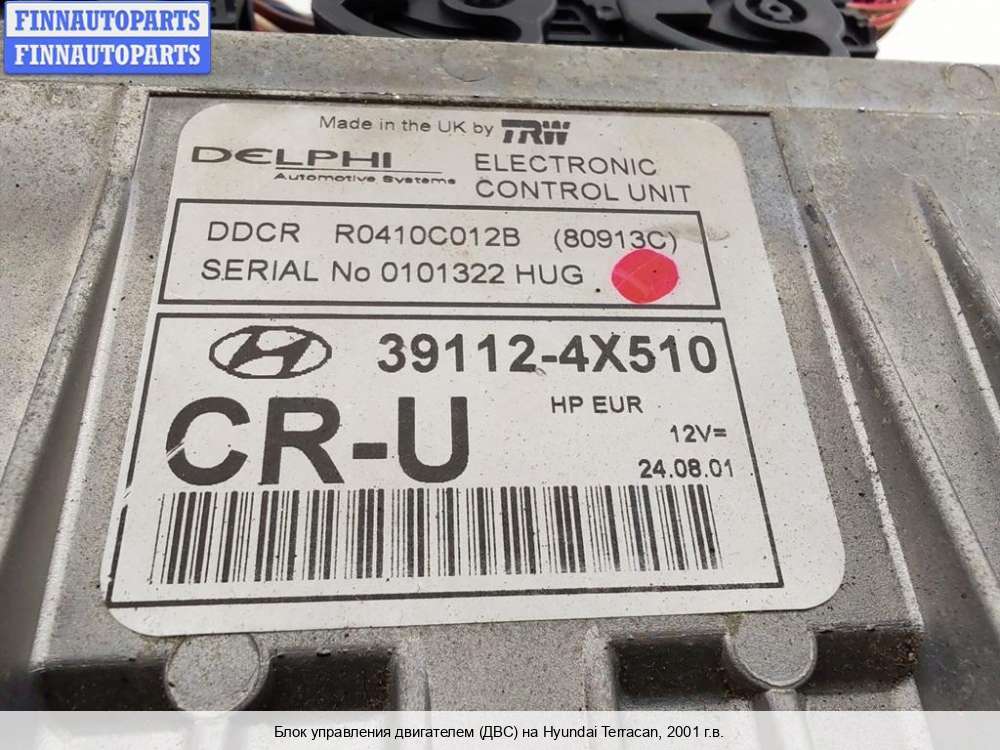 FINNAUTOPARTS
FINNAUTOPARTS
Made in the UK by TRW
DELPHI
Automotive Systems
ELECTRONIC
CONTROL UNIT
DDCR R0410C012B (80913C)
SERIAL No 0101322 HUG
39112-4X510
CR-U
HP EUR
12V=
24.08.01
Блок управления двигателем (ДВС) на Hyundai Terracan, 2001 г.в.